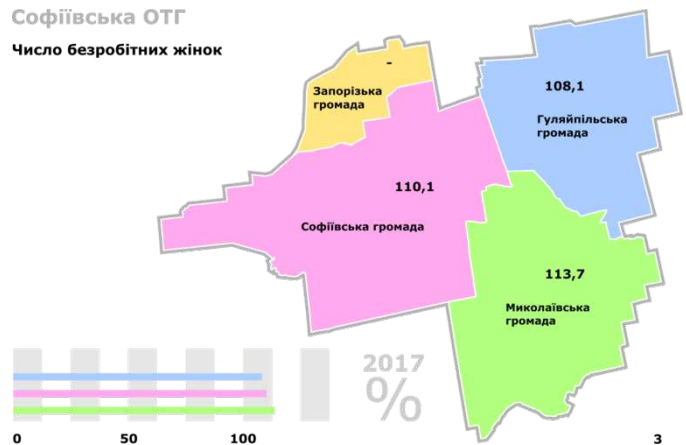 Софіївська ОТГ
Число безробітних жінок
-
Запорізька
громада
108,1
Гуляйпільська
громада
110,1
Софіївська громада
113,7
Миколаївська
громада
2017
%
0 50 100
3